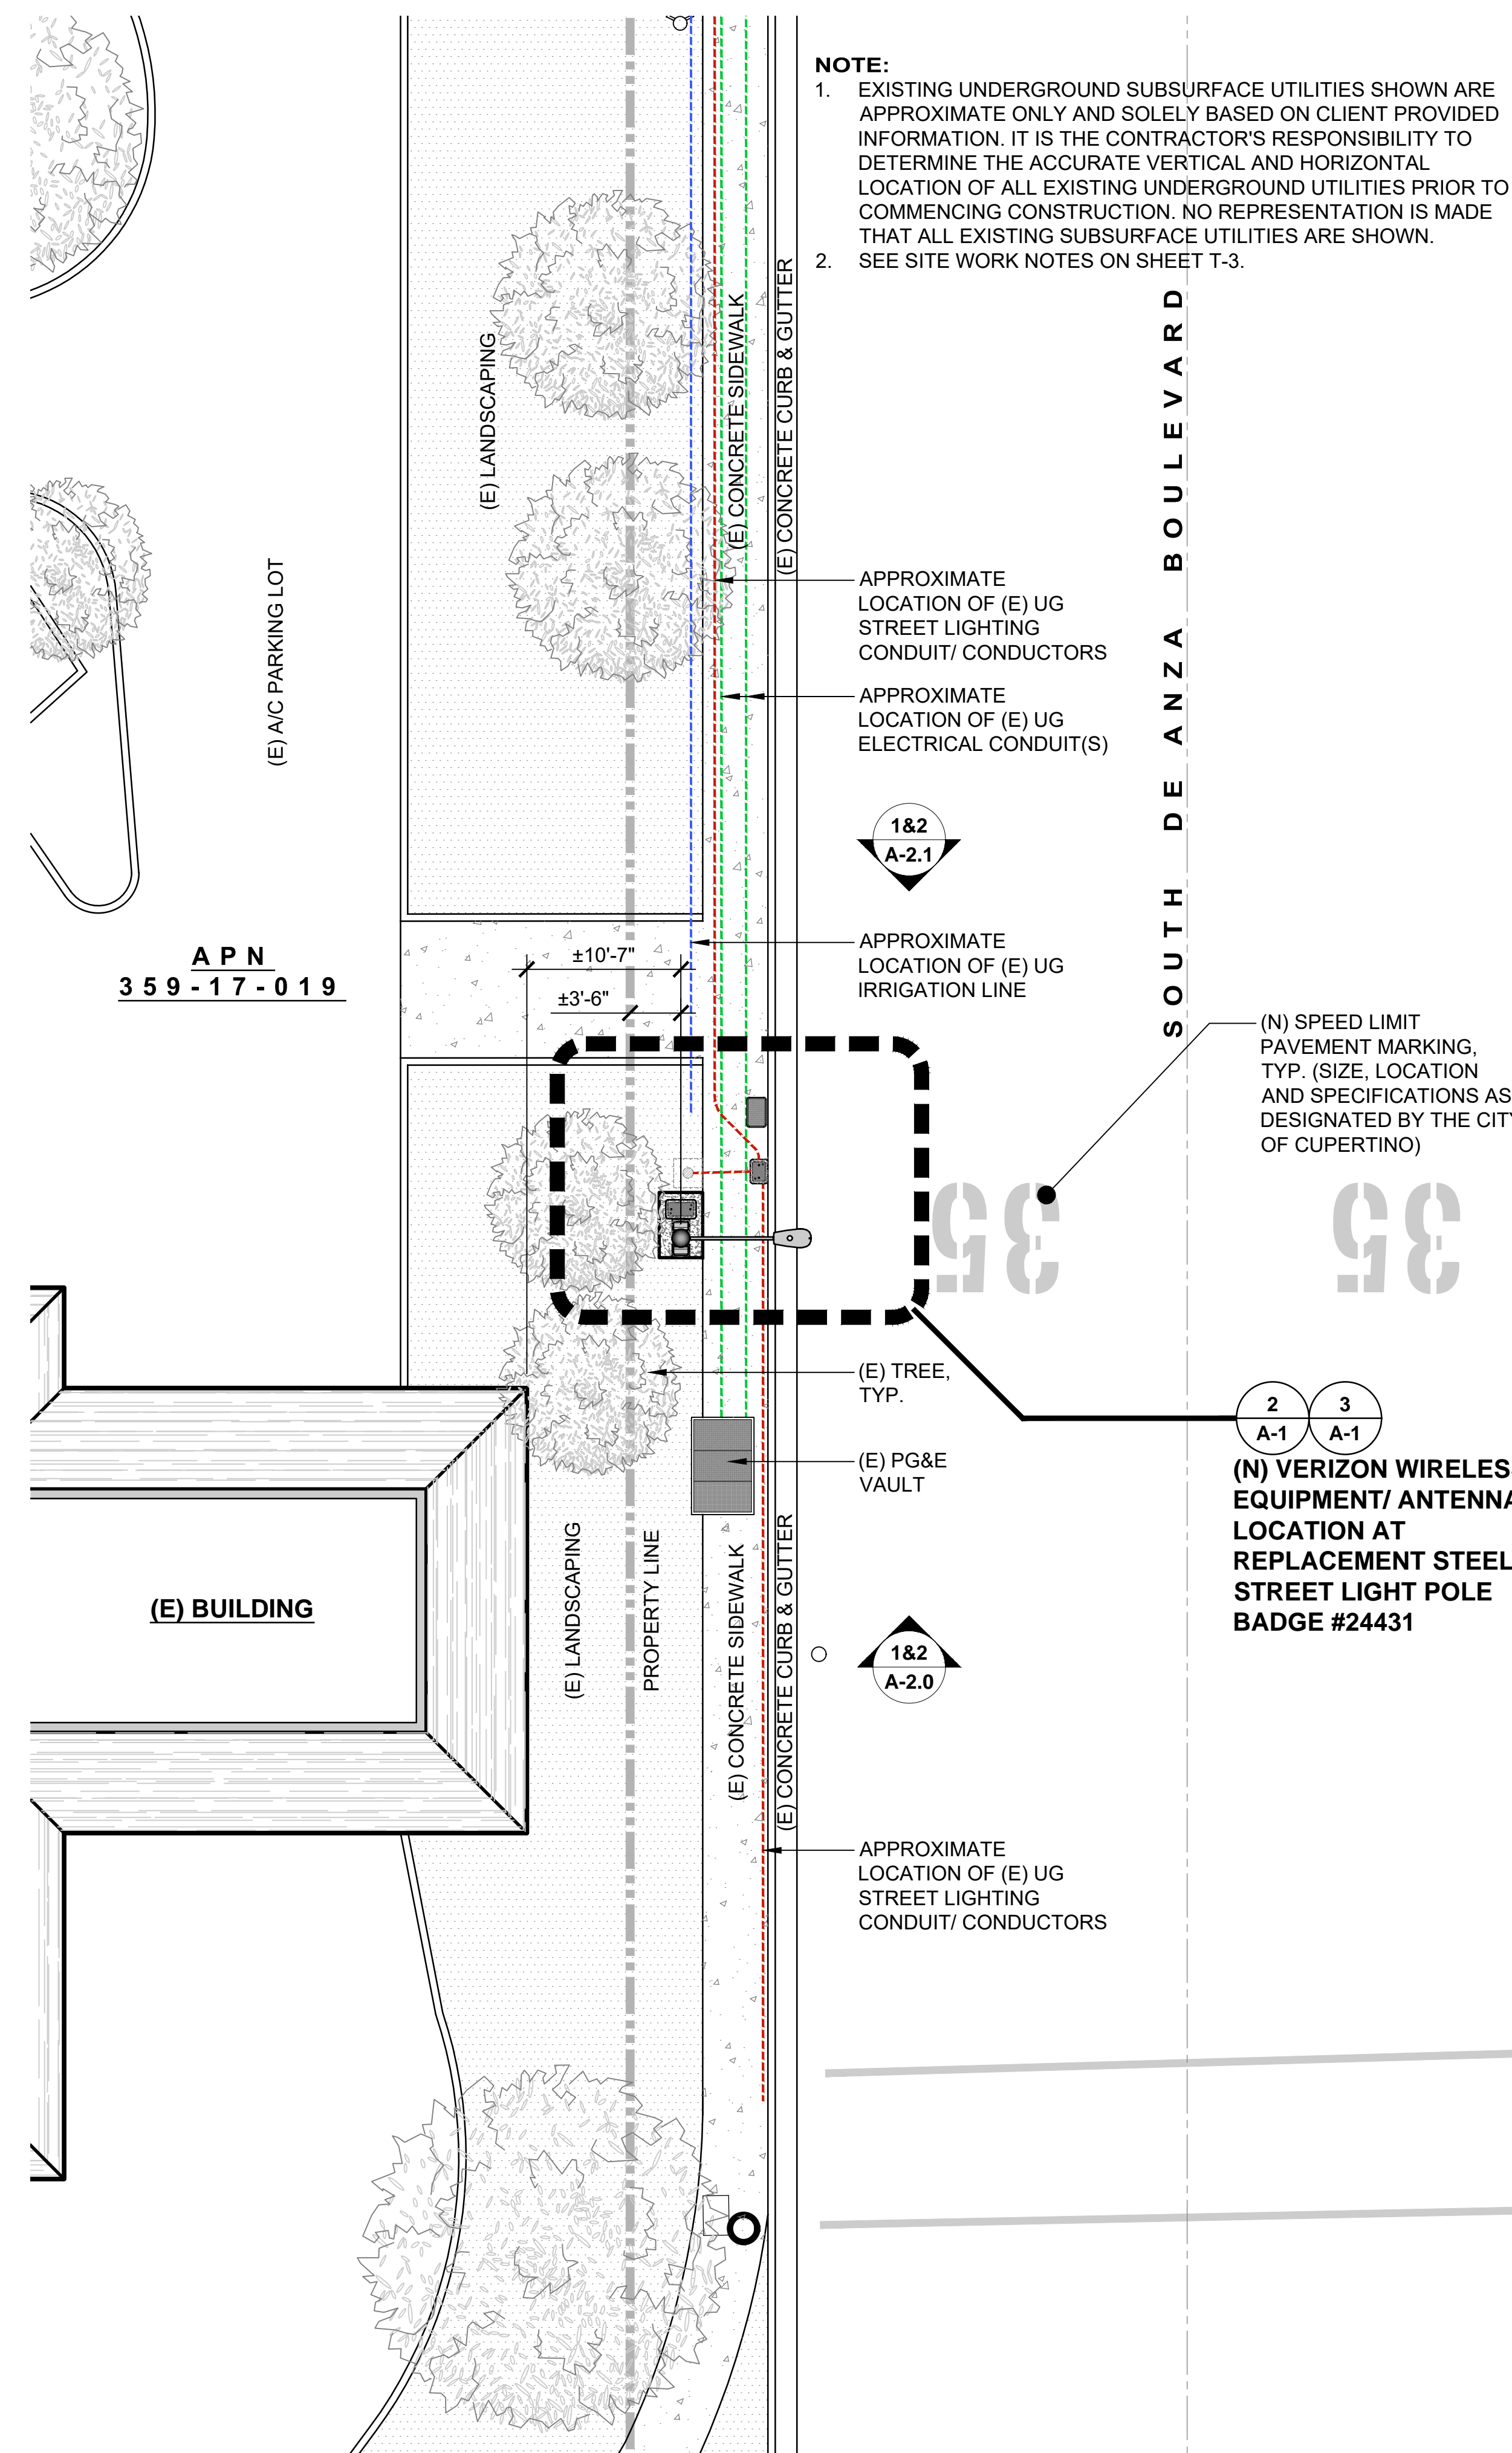 NOTE:
1. EXISTING UNDERGROUND SUBSURFACE UTILITIES SHOWN ARE
APPROXIMATE ONLY AND SOLELY BASED ON CLIENT PROVIDED
INFORMATION. IT IS THE CONTRACTOR'S RESPONSIBILITY TO
DETERMINE THE ACCURATE VERTICAL AND HORIZONTAL
LOCATION OF ALL EXISTING UNDERGROUND UTILITIES PRIOR TO
COMMENCING CONSTRUCTION. NO REPRESENTATION IS MADE
THAT ALL EXISTING SUBSURFACE UTILITIES ARE SHOWN.
2. SEE SITE WORK NOTES ON SHEET T-3.
(E) LANDSCAPING
(E) CONCRETE SIDEWALK
(E) CONCRETE CURB & GUTTER
SOUTH DE ANZA BOULEVARD
(E) A/C PARKING LOT
APPROXIMATE
LOCATION OF (E) UG
STREET LIGHTING
CONDUIT/ CONDUCTORS
APPROXIMATE
LOCATION OF (E) UG
ELECTRICAL CONDUIT(S)
1&2
A-2.1
APN
359-17-019
±10'-7"
±3'-6"
APPROXIMATE
LOCATION OF (E) UG
IRRIGATION LINE
(N) SPEED LIMIT
PAVEMENT MARKING,
TYP. (SIZE, LOCATION
AND SPECIFICATIONS AS
DESIGNATED BY THE CITY
OF CUPERTINO)
35
35
(E) TREE,
TYP.
2
A-1
3
A-1
(E) PG&E
VAULT
(N) VERIZON WIRELES
EQUIPMENT/ ANTENNA
LOCATION AT
REPLACEMENT STEEL
STREET LIGHT POLE
BADGE #24431
(E) BUILDING
(E) LANDSCAPING
PROPERTY LINE
(E) CONCRETE SIDEWALK
(E) CONCRETE CURB & GUTTER
1&2
A-2.0
APPROXIMATE
LOCATION OF (E) UG
STREET LIGHTING
CONDUIT/ CONDUCTORS